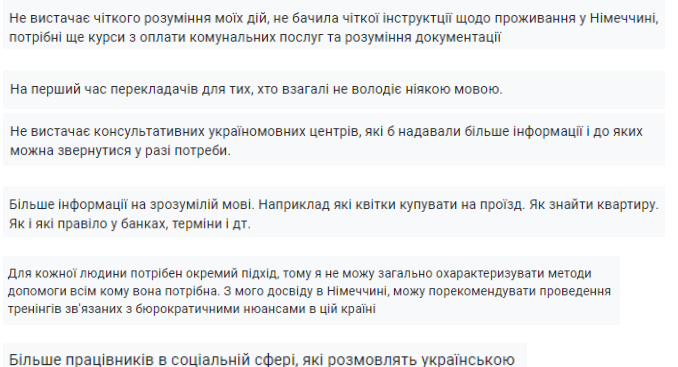 Не вистачає чіткого розуміння моїх дій, не бачила чіткої інструктції щодо проживання у Німеччині,
потрібні ще курси з оплати комунальних послуг та розуміння документації
На перший час перекладачів для тих, хто взагалі не володіє ніякою мовою.
Не вистачає консультативних україномовних центрів, які б надавали більше інформації і до яких
можна звернутися у разі потреби.
Більше інформації на зрозумілій мові. Наприклад які квітки купувати на проїзд. Як знайти квартиру.
Як і які правіло у банках, терміни і дт.
Для кожної людини потрібен окремий підхід, тому я не можу загально охарактеризувати методи
допомоги всім кому вона потрібна. З мого досвіду в Німеччині, можу порекомендувати проведення
тренінгів зв'язаних з бюрократичними нюансами в цій країні
Більше працівників в соціальній сфері, які розмовлять українською